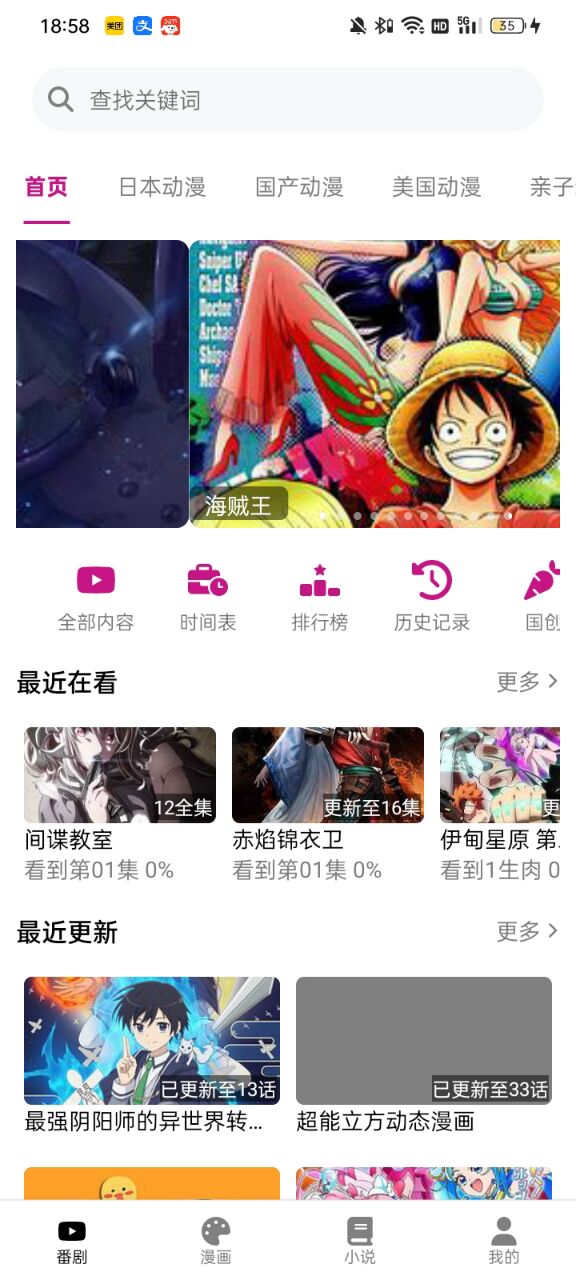 18:58
美团
HD
5G
35
查找关键词
首页 日本动漫 国产动漫 美国动漫 亲子
Sniper
Chef
Doctor
海贼王
全部内容 时间表 排行榜 历史记录 国创
最近在看 更多
12全集 更新至16集 更
间谍教室 赤焰锦衣卫 伊甸星原 第...
看到第01集 0% 看到第01集 0% 看到1生肉 0
最近更新 更多
已更新至13话 已更新至33话
最强阴阳师的异世界转... 超能立方动态漫画
番剧 漫画 小说 我的